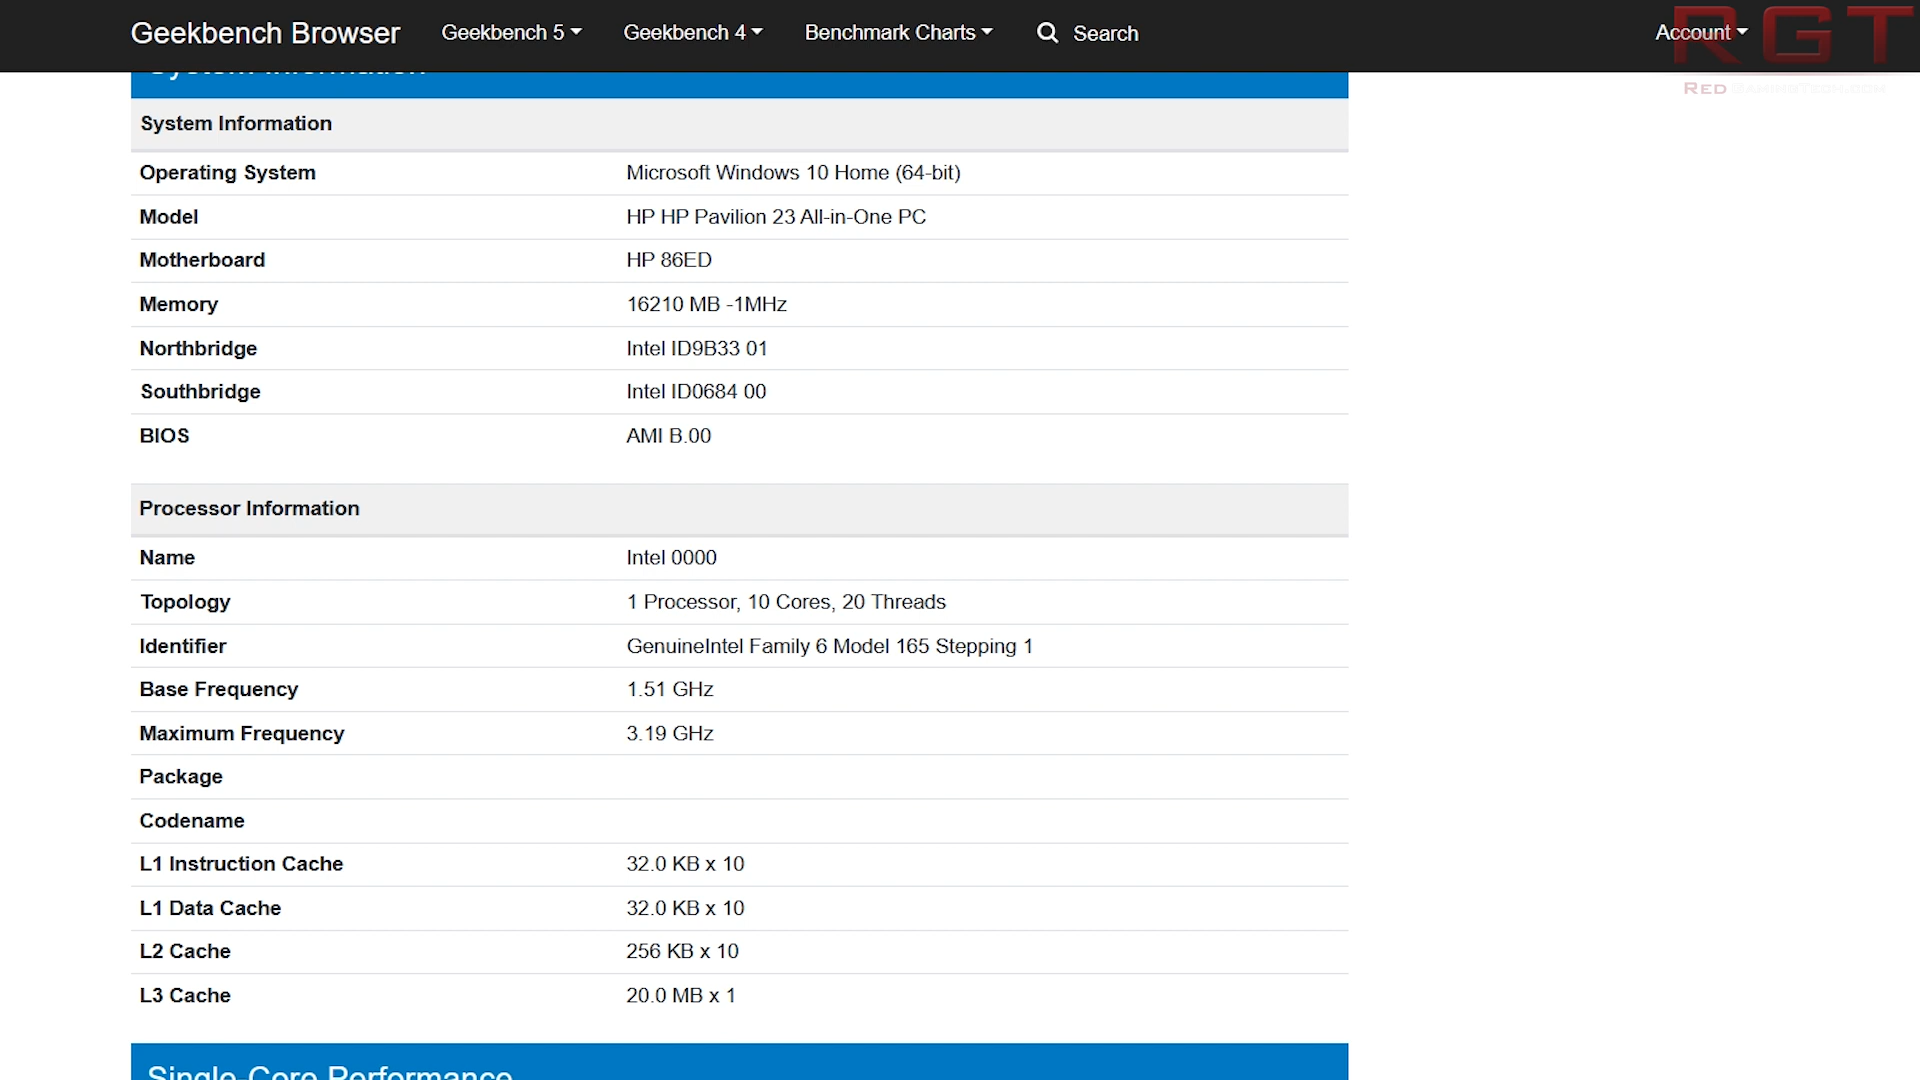 Geekbench Browser Geekbench 5 Geekbench 4 Benchmark Charts Search Account RGT
RED
System Information
System Information
Operating System Microsoft Windows 10 Home (64-bit)
Model HP HP Pavilion 23 All-in-One PC
Motherboard HP 86ED
Memory 16210 MB -1MHz
Northbridge Intel ID9B33 01
Southbridge Intel ID0684 00
BIOS AMI B.00
Processor Information
Name Intel 0000
Topology 1 Processor, 10 Cores, 20 Threads
Identifier GenuineIntel Family 6 Model 165 Stepping 1
Base Frequency 1.51 GHz
Maximum Frequency 3.19 GHz
Package
Codename
L1 Instruction Cache 32.0 KB x 10
L1 Data Cache 32.0 KB x 10
L2 Cache 256 KB x 10
L3 Cache 20.0 MB x 1
Single-Core Performance